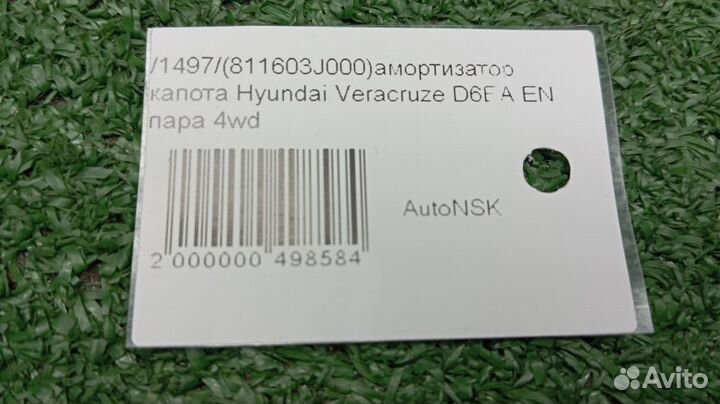 /1497/(811603J000)амортизатор
капота Hyundai Veracruze D6EA EN
пара 4wd
AutoNSK
2 000000 498584
Avito